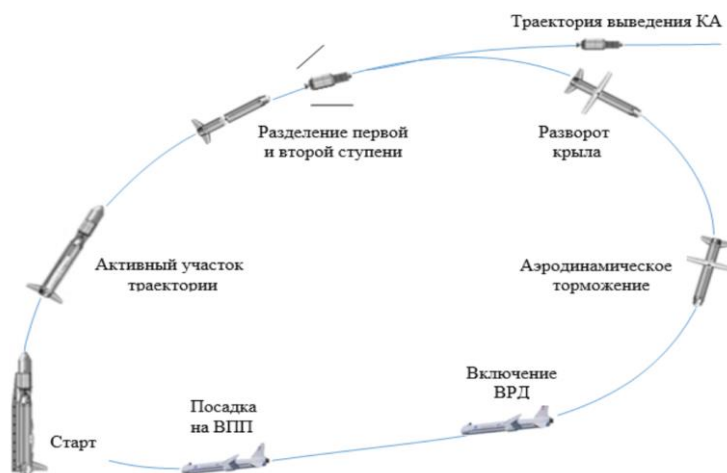 Траектория выведения КА
Разделение первой
и второй ступени
Разворот
крыла
Активный участок
траектории
Аэродинамическое
торможение
Включение
ВРД
Посадка
на ВПП
Старт